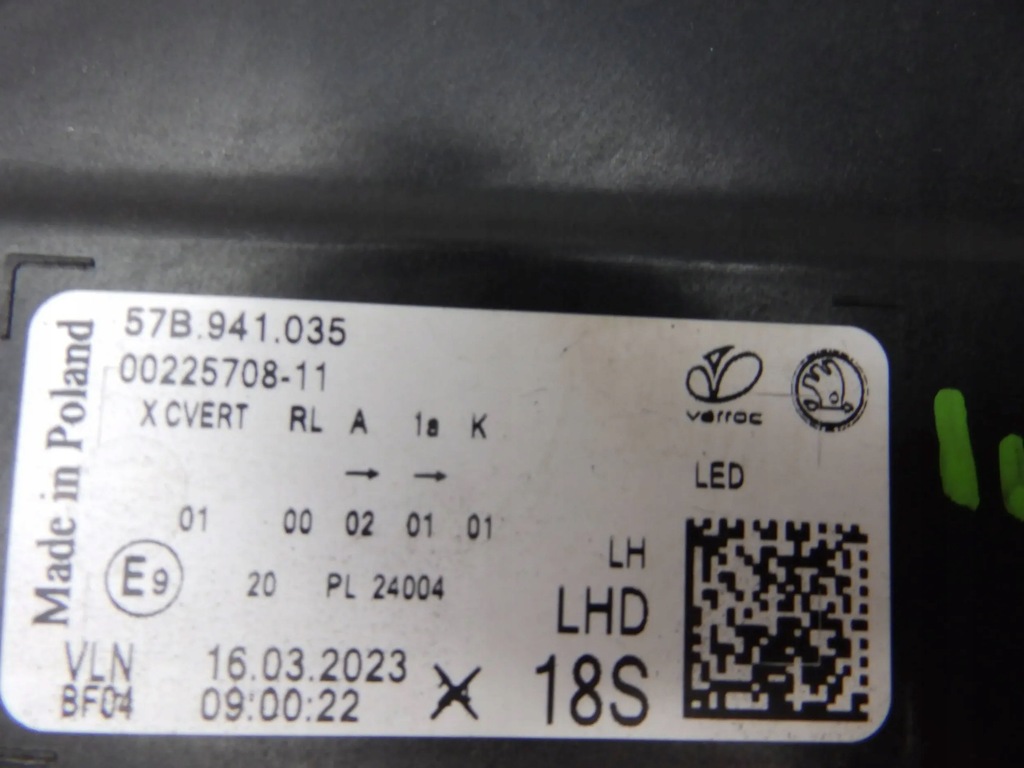 Made in Poland
57B.941.035
00225708-11
X CVERT RL A 1a K
→ →
varroc
LED
01 00 02 01 01
LH
E9 20 PL 24004
LHD
VLN 16.03.2023
BF04 09:00:22
18S